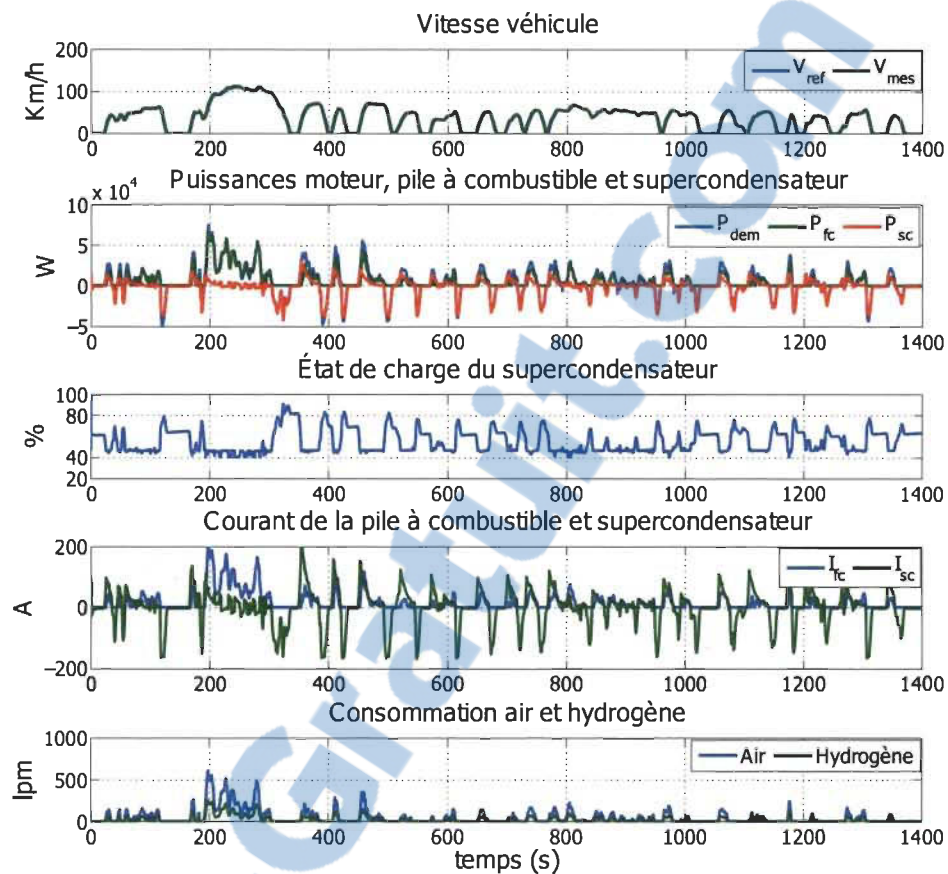 Vitesse véhicule
200
100
0
Km/h
V_ref V_mes
0 200 400 600 800 1000 1200 1400
Puissances moteur, pile à combustible et supercondensateur
x 10^4
10
5
0
−5
W
P_dem P_fc P_sc
0 200 400 600 800 1000 1200 1400
État de charge du supercondensateur
100
80
40
20
%
0 200 400 600 800 1000 1200 1400
Courant de la pile à combustible et supercondensateur
200
0
−200
A
I_fc I_sc
0 200 400 600 800 1000 1200 1400
Consommation air et hydrogène
1000
500
0
lpm
Air Hydrogène
0 200 400 600 800 1000 1200 1400
temps (s)
Gratuit.com